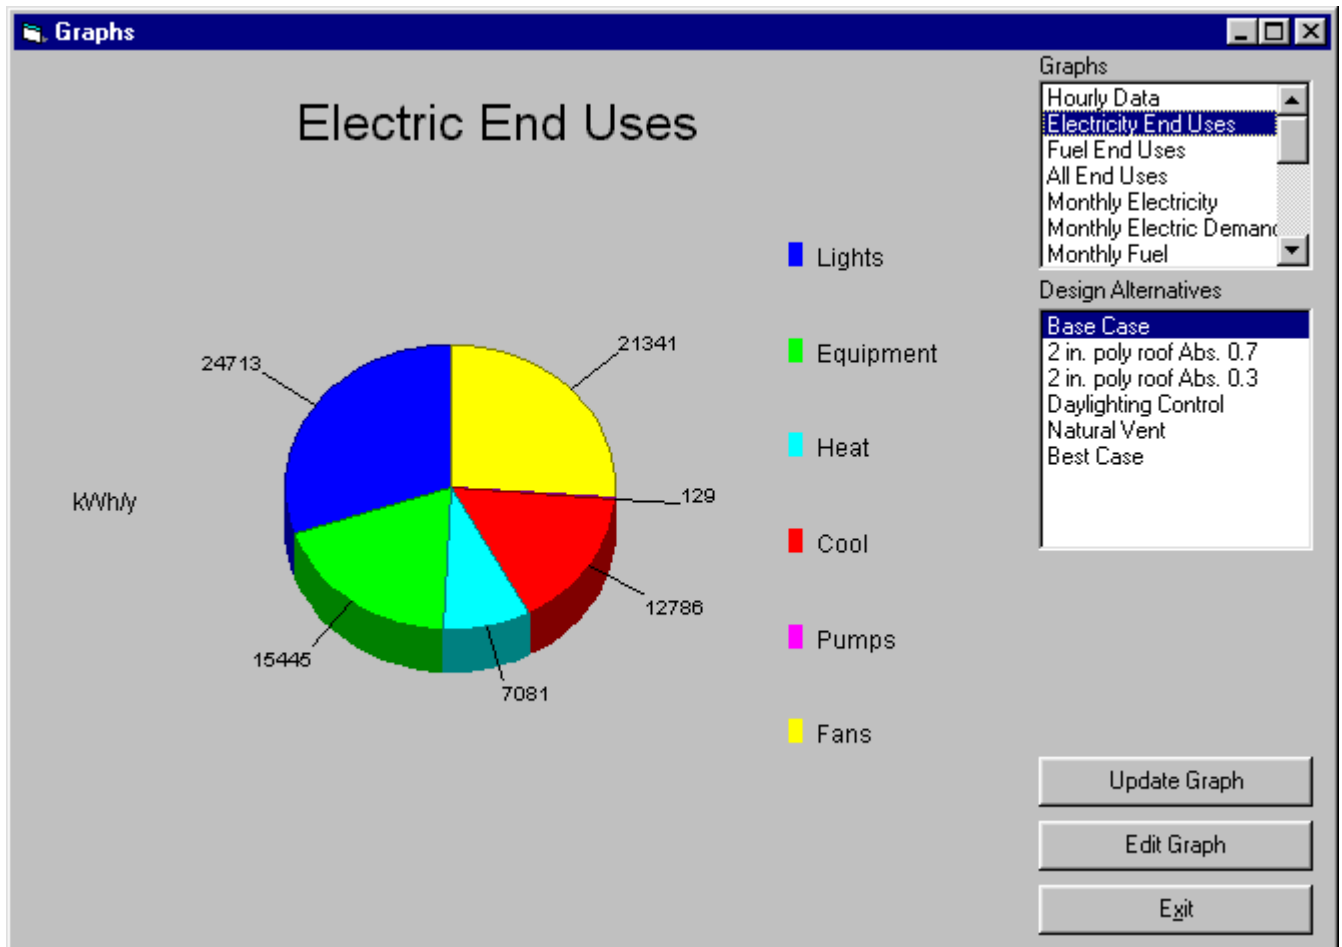 Graphs
Electric End Uses
24713
21341
129
12786
7081
15445
kWh/y
Lights
Equipment
Heat
Cool
Pumps
Fans
Graphs
Hourly Data
Electricity End Uses
Fuel End Uses
All End Uses
Monthly Electricity
Monthly Electric Demand
Monthly Fuel
Design Alternatives
Base Case
2 in. poly roof Abs. 0.7
2 in. poly roof Abs. 0.3
Daylighting Control
Natural Vent
Best Case
Update Graph
Edit Graph
Exit